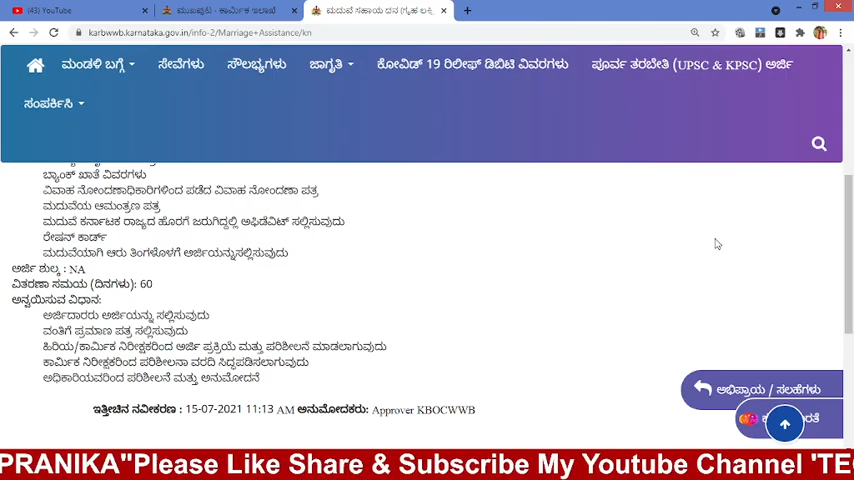 (43) YouTube
ಮುಖಪುಟ - ಕಾರ್ಮಿಕ ಇಲಾಖೆ
ಮದುವೆ ಸಹಾಯ ಧನ (ಗೃಹ ಲಕ್ಷ್ಮಿ
karbwwb.karnataka.gov.in/info-2/Marriage+Assistance/kn
ಮಂಡಳಿ ಬಗ್ಗೆ ಸೇವೆಗಳು ಸೌಲಭ್ಯಗಳು ಜಾಗೃತಿ ಕೋವಿಡ್ 19 ರಿಲೀಫ್ ಡಿಬಿಟಿ ವಿವರಗಳು ಪೂರ್ವ ತರಬೇತಿ (UPSC & KPSC) ಅರ್ಜಿ
ಸಂಪರ್ಕಿಸಿ
ಬ್ಯಾಂಕ್ ಖಾತೆ ವಿವರಗಳು
ವಿವಾಹ ನೋಂದಣಾಧಿಕಾರಿಗಳಿಂದ ಪಡೆದ ವಿವಾಹ ನೋಂದಣಾ ಪತ್ರ
ಮದುವೆಯ ಆಮಂತ್ರಣ ಪತ್ರ
ಮದುವೆ ಕರ್ನಾಟಕ ರಾಜ್ಯದ ಹೊರಗೆ ಜರುಗಿದ್ದಲ್ಲಿ ಅಫಿಡೆವಿಟ್ ಸಲ್ಲಿಸುವುದು
ರೇಷನ್ ಕಾರ್ಡ್
ಮದುವೆಯಾಗಿ ಆರು ತಿಂಗಳೊಳಗೆ ಅರ್ಜಿಯನ್ನುಸಲ್ಲಿಸುವುದು
ಅರ್ಜಿ ಶುಲ್ಕ : NA
ವಿತರಣಾ ಸಮಯ (ದಿನಗಳು): 60
ಅನ್ವಯಿಸುವ ವಿಧಾನ:
ಅರ್ಜಿದಾರರು ಅರ್ಜಿಯನ್ನು ಸಲ್ಲಿಸುವುದು
ವಂತಿಗೆ ಪ್ರಮಾಣ ಪತ್ರ ಸಲ್ಲಿಸುವುದು
ಹಿರಿಯ/ಕಾರ್ಮಿಕ ನಿರೀಕ್ಷಕರಿಂದ ಅರ್ಜಿ ಪ್ರಕ್ರಿಯೆ ಮತ್ತು ಪರಿಶೀಲನೆ ಮಾಡಲಾಗುವುದು
ಕಾರ್ಮಿಕ ನಿರೀಕ್ಷಕರಿಂದ ಪರಿಶೀಲನಾ ವರದಿ ಸಿದ್ಧಪಡಿಸಲಾಗುವುದು
ಅಧಿಕಾರಿಯವರಿಂದ ಪರಿಶೀಲನೆ ಮತ್ತು ಅನುಮೋದನೆ
ಅಭಿಪ್ರಾಯ / ಸಲಹೆಗಳು
ಇತ್ತೀಚಿನ ನವೀಕರಣ : 15-07-2021 11:13 AM ಅನುಮೋದಕರು: Approver KBOCWWB
PRANIKA"Please Like Share & Subscribe My Youtube Channel 'TE